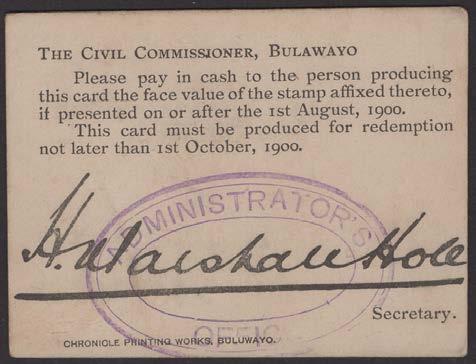 THE CIVIL COMMISSIONER, BULAWAYO
Please pay in cash to the person producing
this card the face value of the stamp affixed thereto,
if presented on or after the 1st August, 1900.
This card must be produced for redemption
not later than 1st October, 1900.
ADMINISTRATOR'S
H. Marshall Hole
Secretary.
OFFICE
CHRONICLE PRINTING WORKS, BULUWAYO.